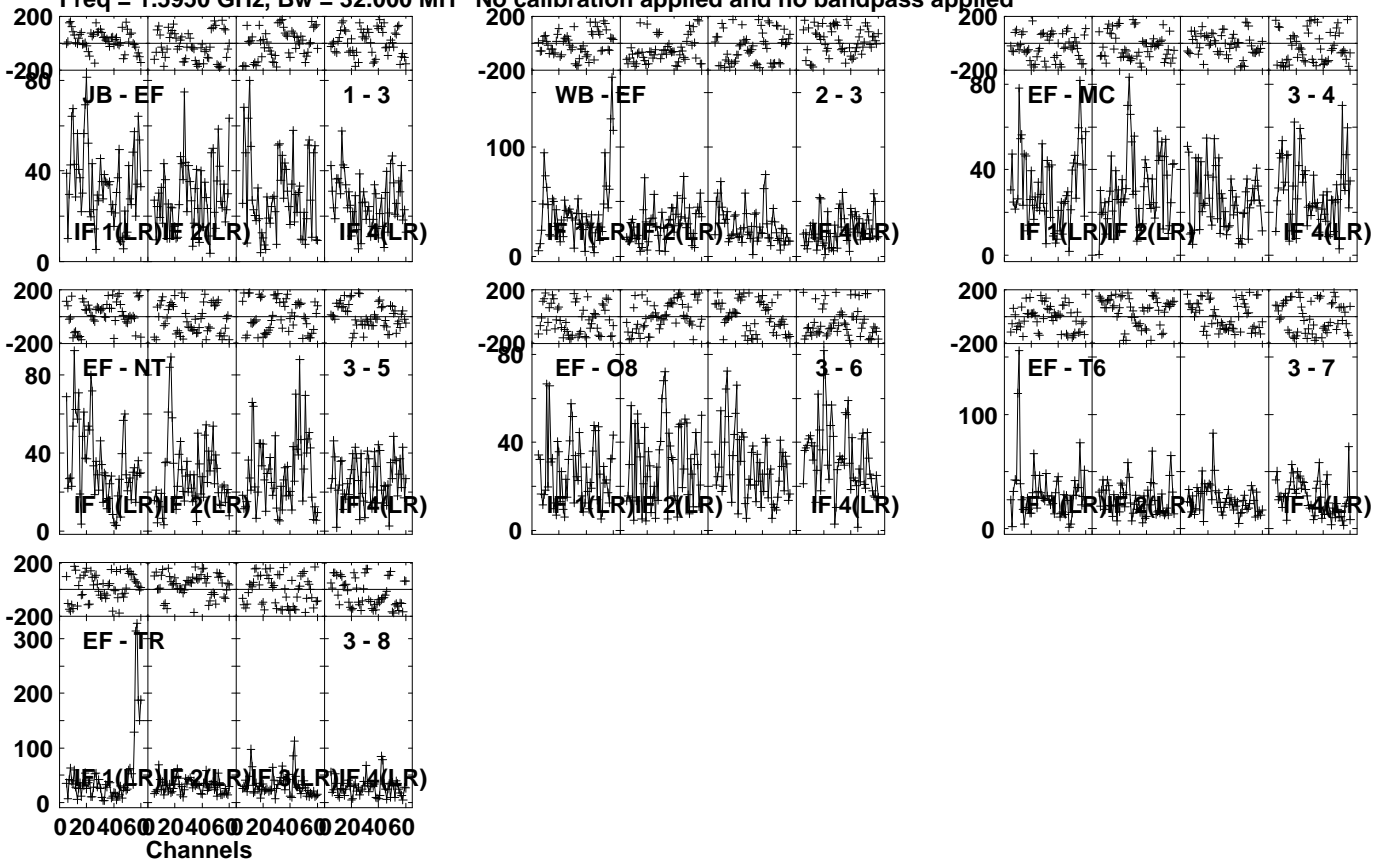 Freq = 1.5950 GHz, Bw = 32.000 MH No calibration applied and no bandpass applied
200
-200
80
40
0
JB - EF 1 - 3
IF 1(LR) IF 2(LR) IF 4(LR)
200
-200
100
0
WB - EF 2 - 3
IF 1(LR) IF 2(LR) IF 4(LR)
200
-200
80
40
0
EF - MC 3 - 4
IF 1(LR) IF 2(LR) IF 4(LR)
200
-200
80
40
0
EF - NT 3 - 5
IF 1(LR) IF 2(LR) IF 4(LR)
200
-200
80
40
0
EF - O8 3 - 6
IF 1(LR) IF 2(LR) IF 4(LR)
200
-200
100
0
EF - T6 3 - 7
IF 1(LR) IF 2(LR) IF 4(LR)
200
-200
300
200
100
0
EF - TR 3 - 8
IF 1(LR) IF 2(LR) IF 3(LR) IF 4(LR)
0 20 40 60 0 20 40 60 0 20 40 60 0 20 40 60
Channels